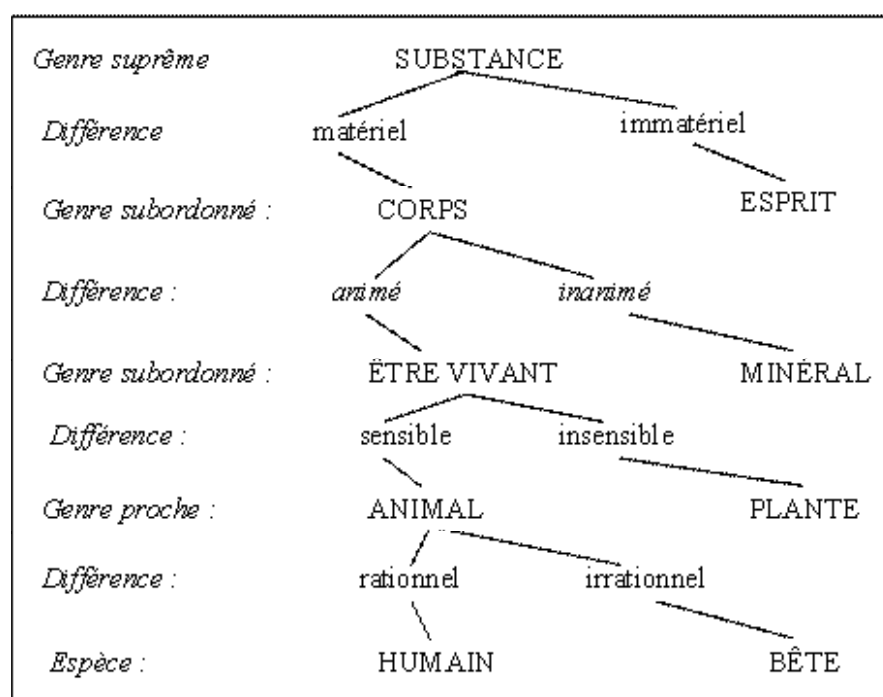 Genre suprême SUBSTANCE
Différence matériel immatériel
Genre subordonné : CORPS ESPRIT
Différence : animé inanimé
Genre subordonné : ÊTRE VIVANT MINÉRAL
Différence : sensible insensible
Genre proche : ANIMAL PLANTE
Différence : rationnel irrationnel
Espèce : HUMAIN BÊTE